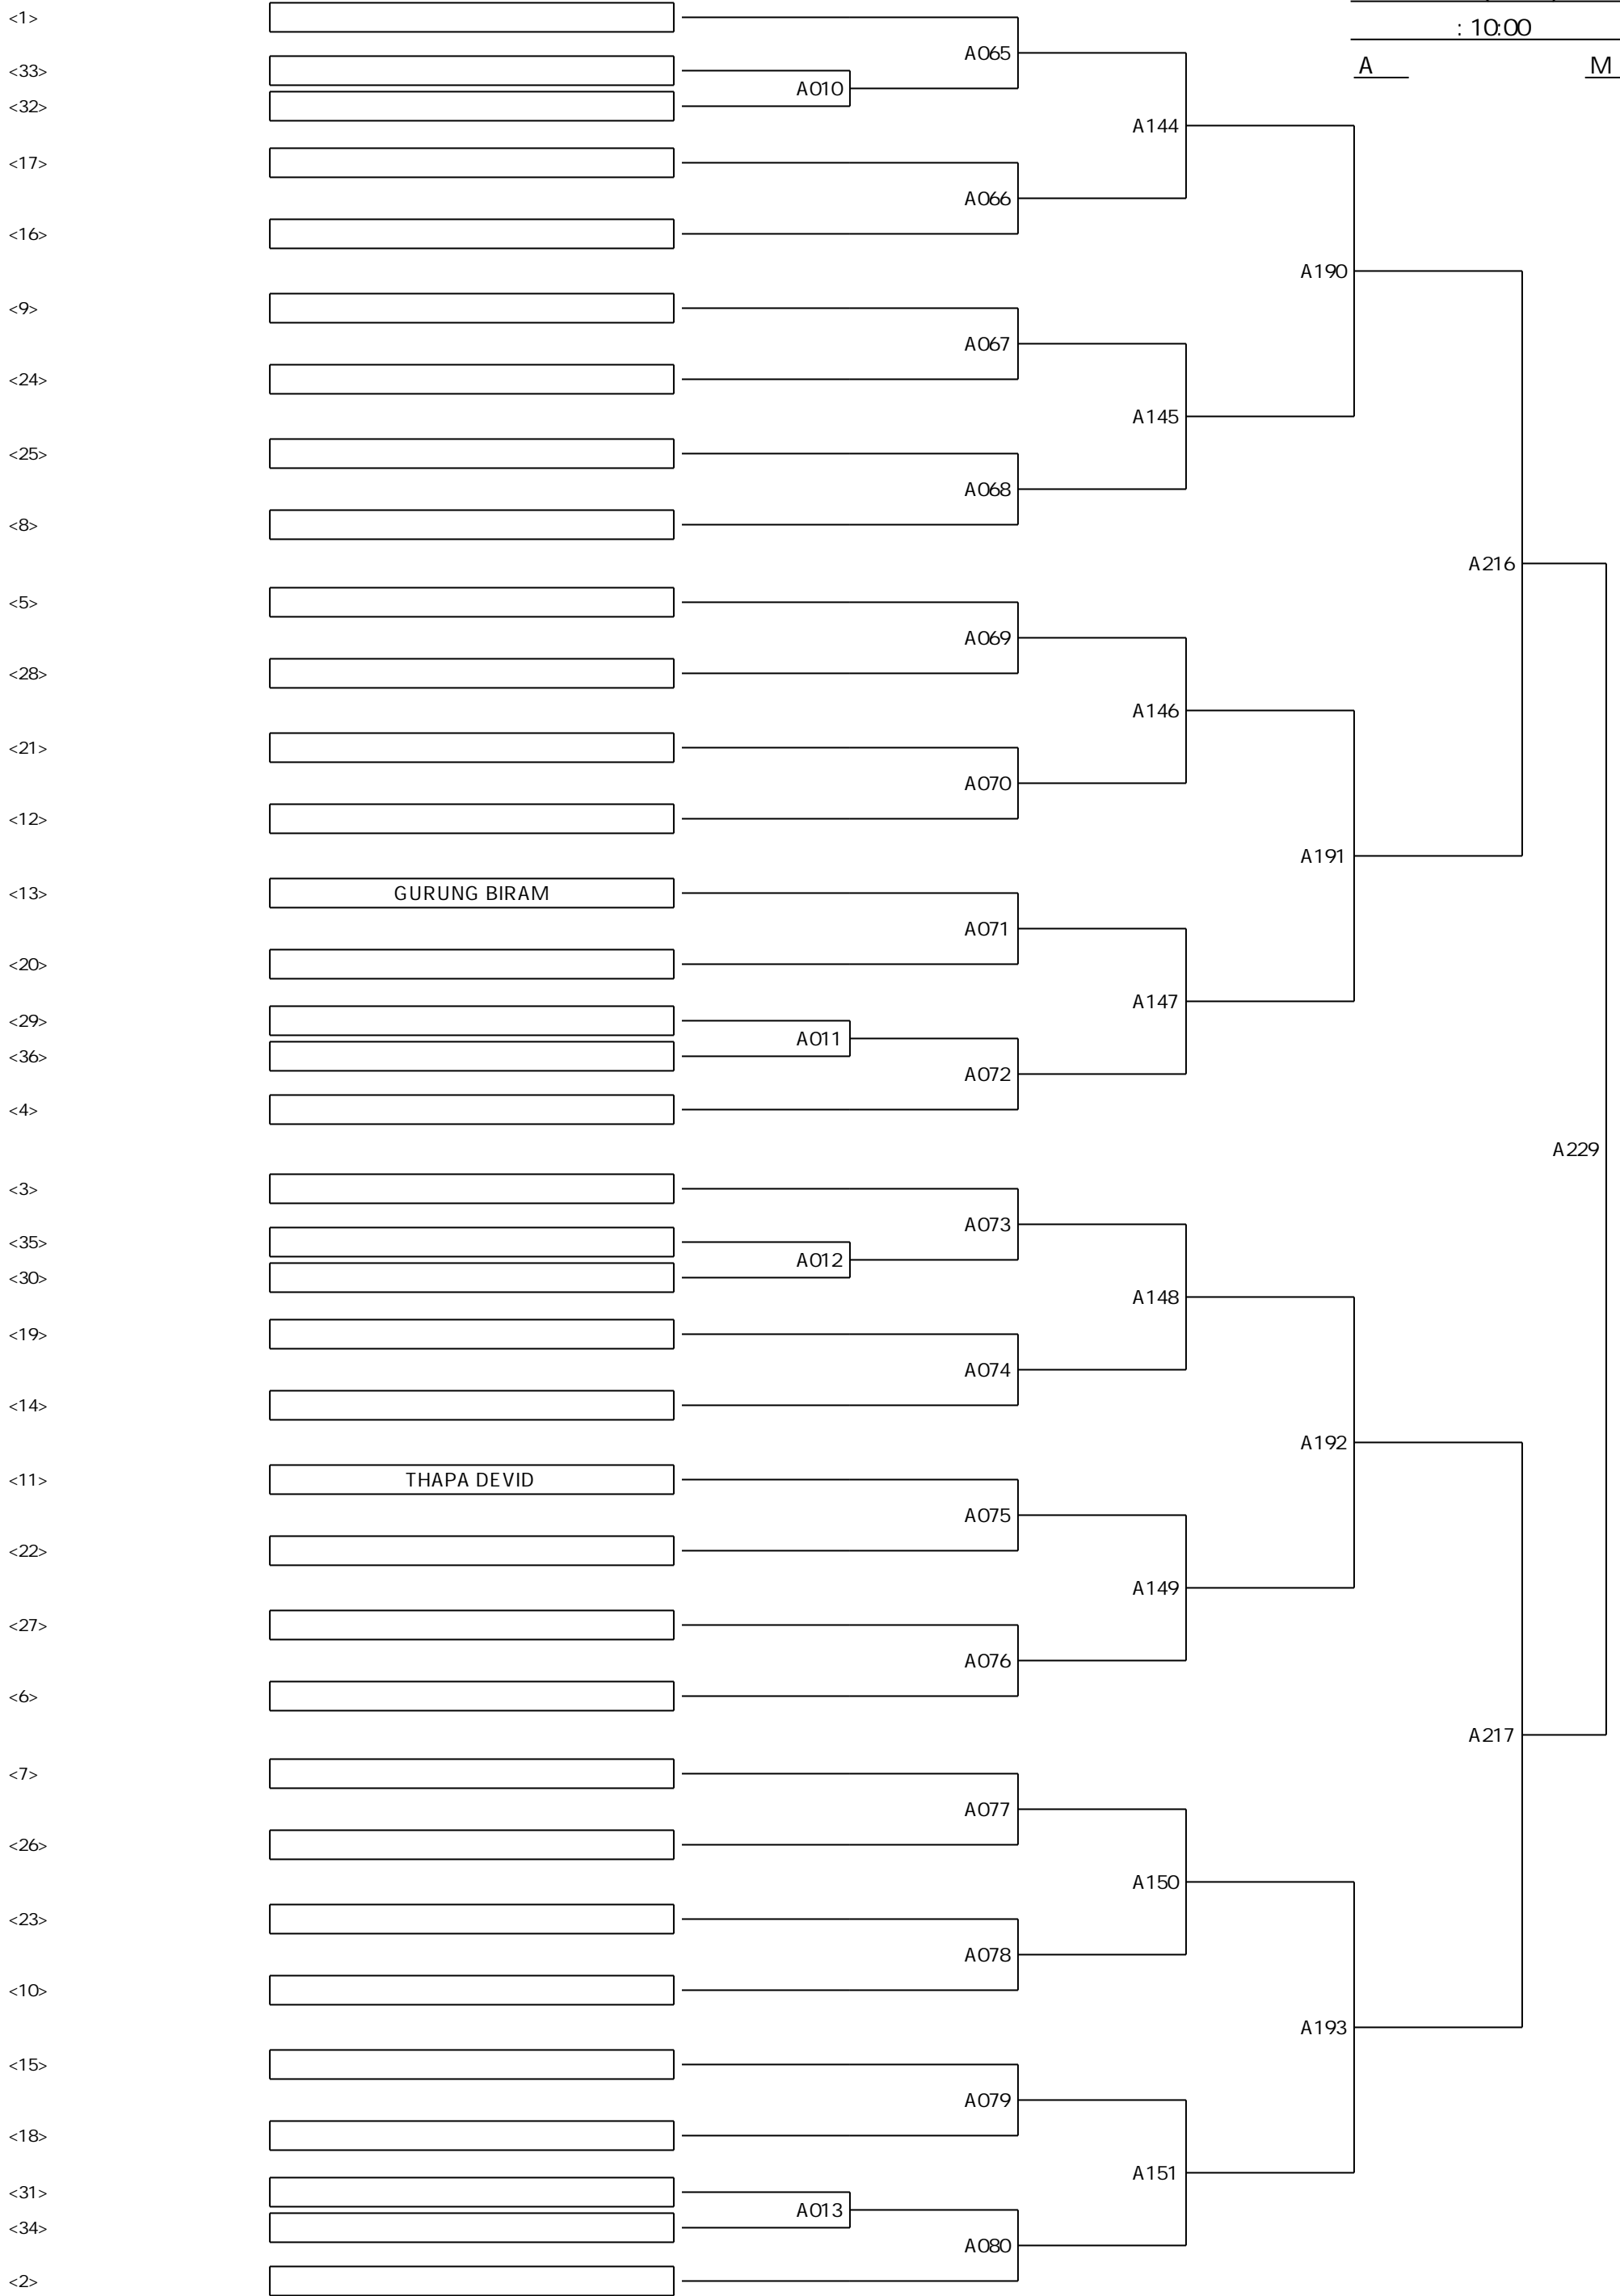 <1>
: 10:00
A065
<33>
A M
A010
<32>
A144
<17>
A066
<16>
A190
<9>
A067
<24>
A145
<25>
A068
<8>
A216
<5>
A069
<28>
A146
<21>
A070
<12>
A191
<13> GURUNG BIRAM
A071
<20>
A147
<29>
A011
<36>
A072
<4>
A229
<3>
A073
<35>
A012
<30>
A148
<19>
A074
<14>
A192
<11> THAPA DEVID
A075
<22>
A149
<27>
A076
<6>
A217
<7>
A077
<26>
A150
<23>
A078
<10>
A193
<15>
A079
<18>
A151
<31>
A013
<34>
A080
<2>